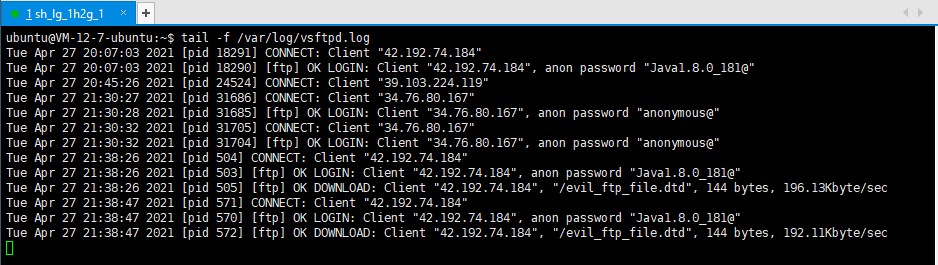 1 sh_lg_1h2g_1 × +
ubuntu@VM-12-7-ubuntu:~$ tail -f /var/log/vsftpd.log
Tue Apr 27 20:07:03 2021 [pid 18291] CONNECT: Client "42.192.74.184"
Tue Apr 27 20:07:03 2021 [pid 18290] [ftp] OK LOGIN: Client "42.192.74.184", anon password "Java1.8.0_181@"
Tue Apr 27 20:45:26 2021 [pid 24524] CONNECT: Client "39.103.224.119"
Tue Apr 27 21:30:27 2021 [pid 31686] CONNECT: Client "34.76.80.167"
Tue Apr 27 21:30:28 2021 [pid 31685] [ftp] OK LOGIN: Client "34.76.80.167", anon password "anonymous@"
Tue Apr 27 21:30:32 2021 [pid 31705] CONNECT: Client "34.76.80.167"
Tue Apr 27 21:30:32 2021 [pid 31704] [ftp] OK LOGIN: Client "34.76.80.167", anon password "anonymous@"
Tue Apr 27 21:38:26 2021 [pid 504] CONNECT: Client "42.192.74.184"
Tue Apr 27 21:38:26 2021 [pid 503] [ftp] OK LOGIN: Client "42.192.74.184", anon password "Java1.8.0_181@"
Tue Apr 27 21:38:26 2021 [pid 505] [ftp] OK DOWNLOAD: Client "42.192.74.184", "/evil_ftp_file.dtd", 144 bytes, 196.13Kbyte/sec
Tue Apr 27 21:38:47 2021 [pid 571] CONNECT: Client "42.192.74.184"
Tue Apr 27 21:38:47 2021 [pid 570] [ftp] OK LOGIN: Client "42.192.74.184", anon password "Java1.8.0_181@"
Tue Apr 27 21:38:47 2021 [pid 572] [ftp] OK DOWNLOAD: Client "42.192.74.184", "/evil_ftp_file.dtd", 144 bytes, 192.11Kbyte/sec